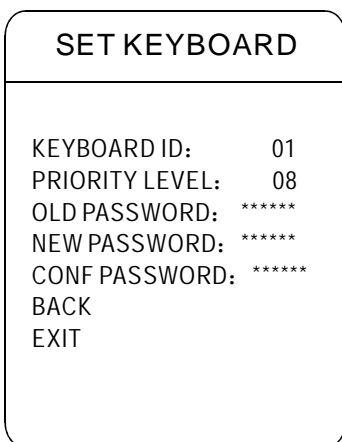 SET KEYBOARD
KEYBOARD ID： 01
PRIORITY LEVEL： 08
OLD PASSWORD： ******
NEW PASSWORD： ******
CONF PASSWORD： ******
BACK
EXIT